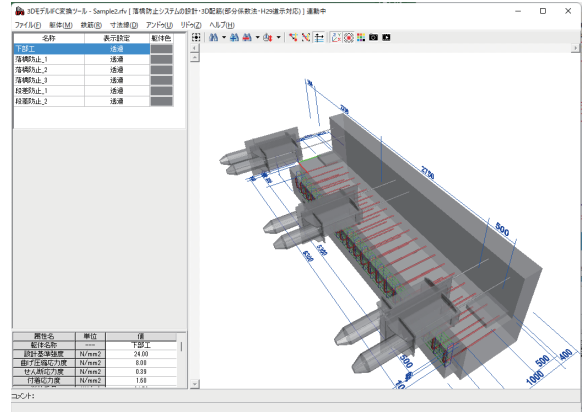 3DモデルIFC変換ツール - Sample2.rfv [ 落橋防止システムの設計・3D配筋(部分係数法・H29道示対応) ] 連動中
ファイル(F) 躯体(M) 鉄筋(R) 寸法線(D) アンドゥ(U) リドゥ(Z) ヘルプ(H)
名称 表示設定 躯体色
下部工 透過
落橋防止_1 透過
落橋防止_2 透過
落橋防止_3 透過
段差防止_1 透過
段差防止_2 透過
2700
500
5300
6300
500
1000
500
400
属性名 単位 値
躯体名称 --- 下部工
設計基準強度 N/mm2 24.00
曲げ圧縮応力度 N/mm2 8.00
せん断応力度 N/mm2 0.39
付着応力度 N/mm2 1.60
コメント: